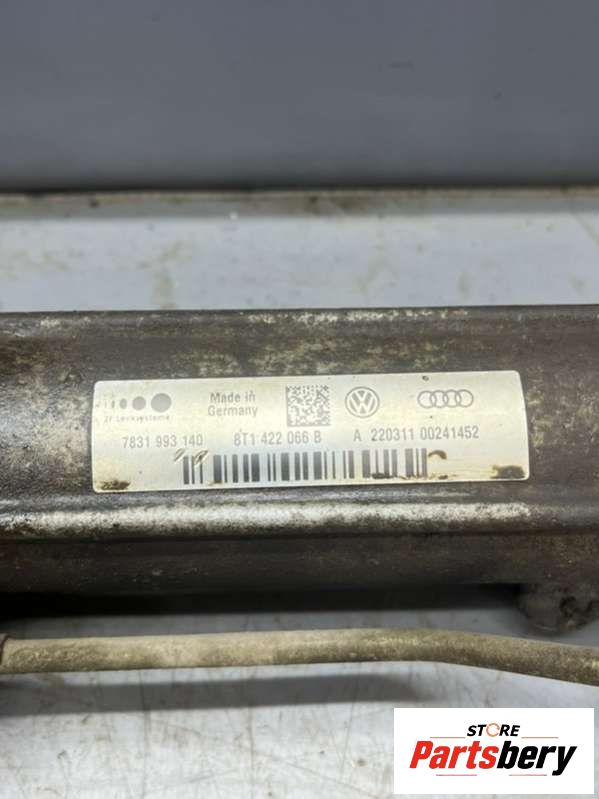 ZF Lenksysteme
Made in
Germany
7831 993 140
8T1 422 066 B
A 220311 00241452
STORE
Partsbery